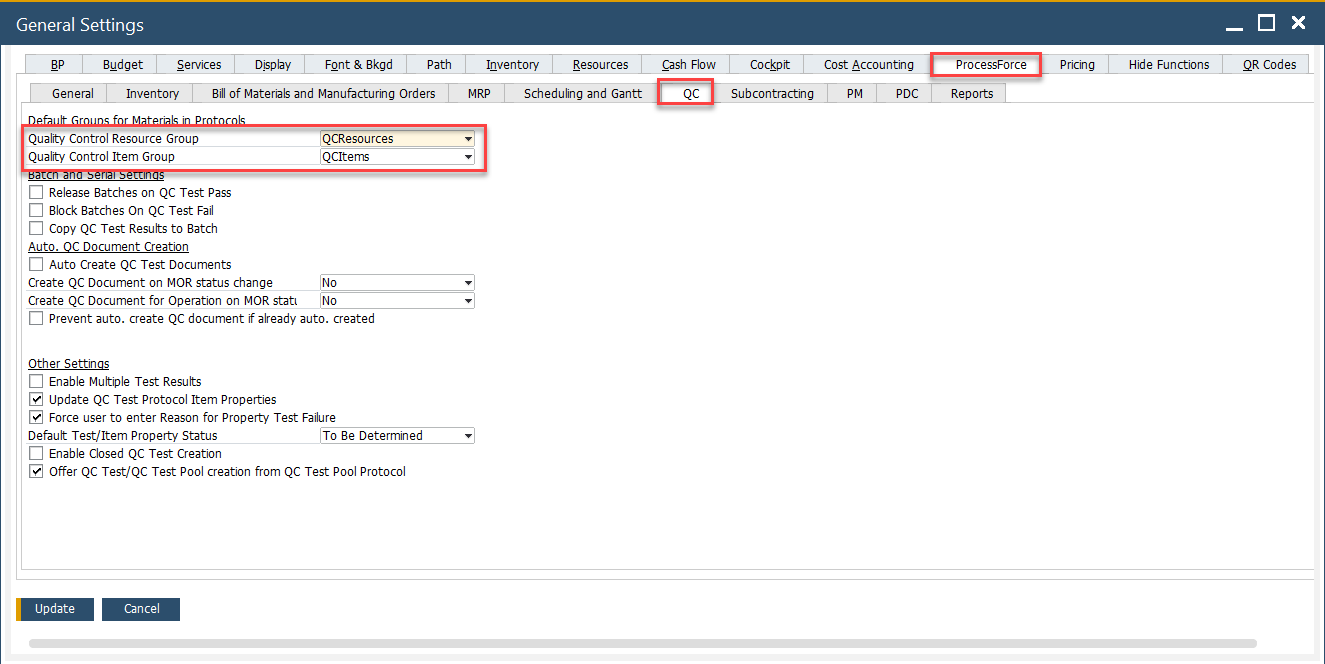 General Settings
BP Budget Services Display Font & Bkgd Path Inventory Resources Cash Flow Cockpit Cost Accounting ProcessForce Pricing Hide Functions QR Codes
General Inventory Bill of Materials and Manufacturing Orders MRP Scheduling and Gantt QC Subcontracting PM PDC Reports
Default Groups for Materials in Protocols
Quality Control Resource Group QCResources
Quality Control Item Group QCItems
Batch and Serial Settings
Release Batches on QC Test Pass
Block Batches On QC Test Fail
Copy QC Test Results to Batch
Auto. QC Document Creation
Auto Create QC Test Documents
Create QC Document on MOR status change No
Create QC Document for Operation on MOR statu No
Prevent auto. create QC document if already auto. created
Other Settings
Enable Multiple Test Results
Update QC Test Protocol Item Properties
Force user to enter Reason for Property Test Failure
Default Test/Item Property Status To Be Determined
Enable Closed QC Test Creation
Offer QC Test/QC Test Pool creation from QC Test Pool Protocol
Update Cancel